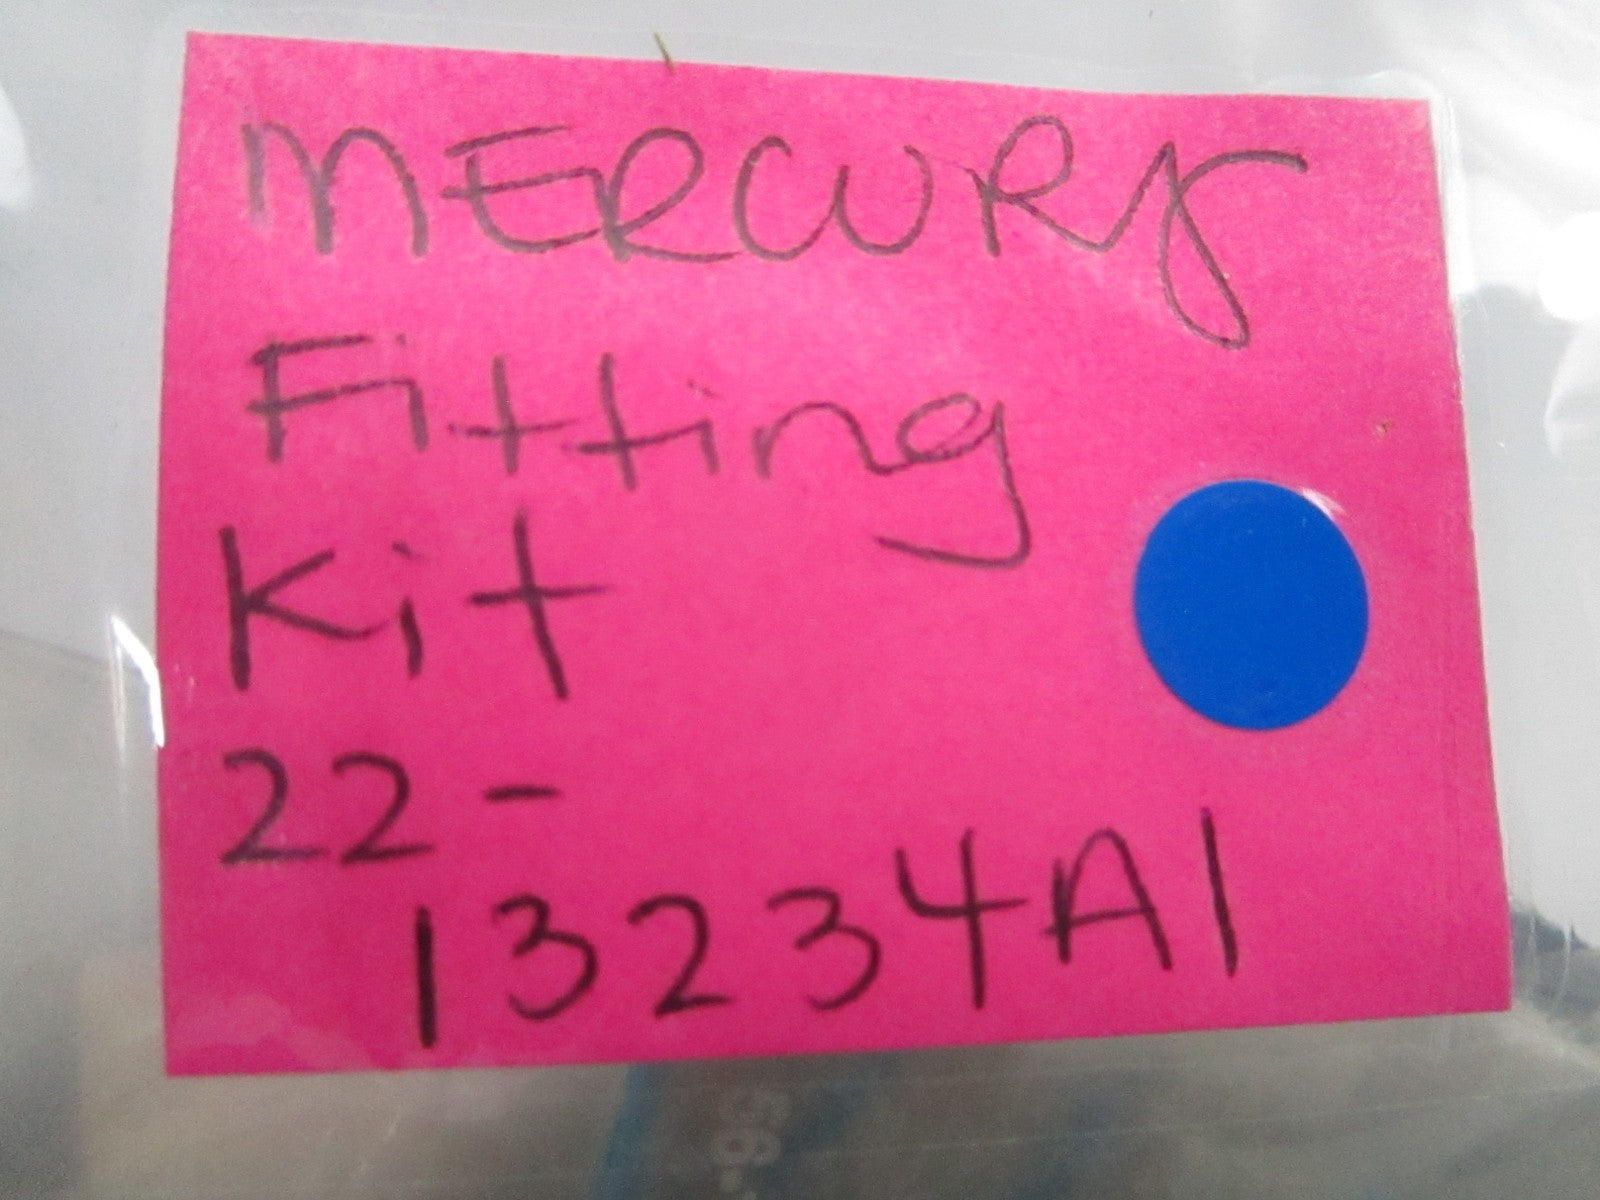 MERCURY
Fitting
Kit
22-
13234A1